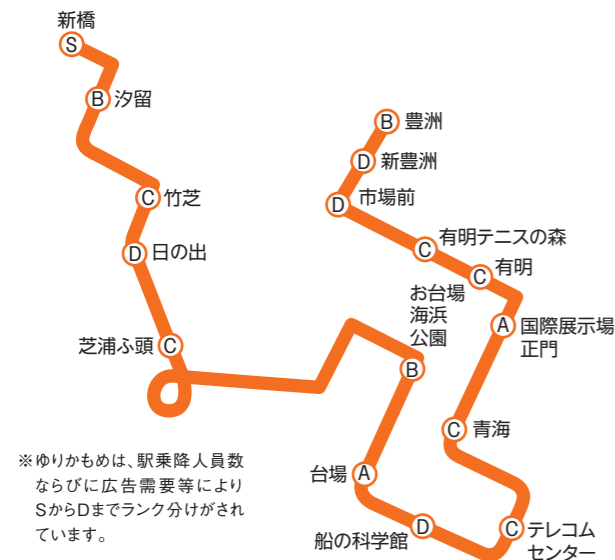 新橋
S
B 汐留
C 竹芝
D 日の出
芝浦ふ頭 C
お台場
海浜
公園
B
台場 A
船の科学館 D
C テレコム
センター
C 青海
A 国際展示場
正門
C 有明
C 有明テニスの森
D 市場前
D 新豊洲
B 豊洲
※ゆりかもめは、駅乗降人員数
ならびに広告需要等により
SからDまでランク分けがされ
ています。